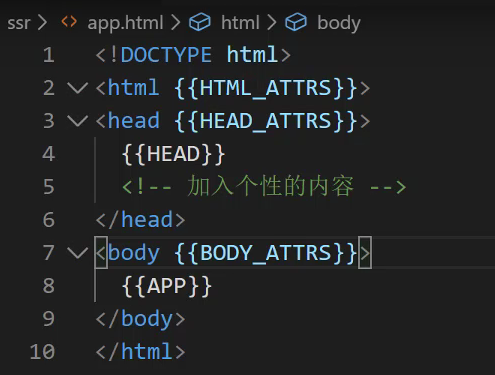 ssr > app.html > html > body
1 <!DOCTYPE html>
2 <html {{HTML_ATTRS}}>
3 <head {{HEAD_ATTRS}}>
4 {{HEAD}}
5 <!-- 加入个性的内容 -->
6 </head>
7 <body {{BODY_ATTRS}}>
8 {{APP}}
9 </body>
10 </html>